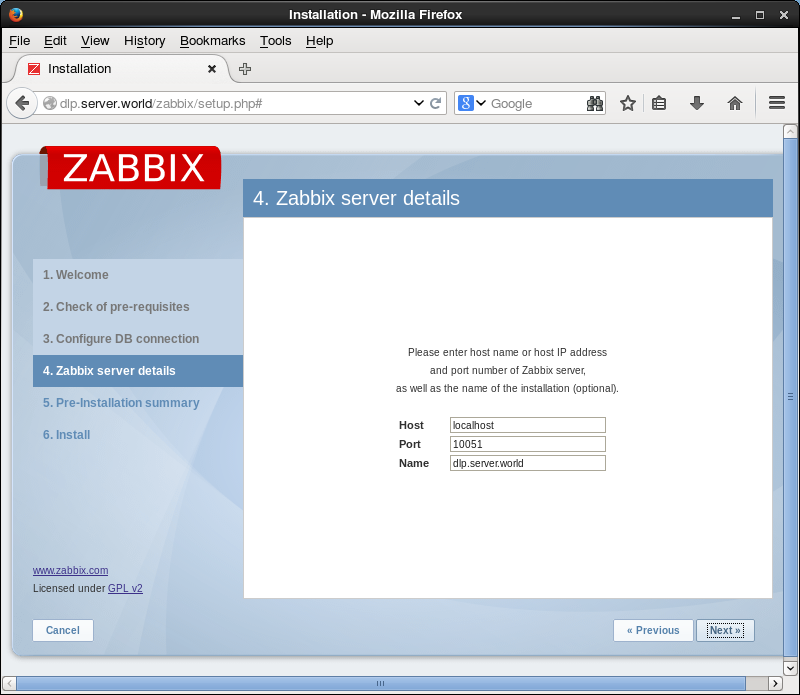 Installation - Mozilla Firefox
File Edit View History Bookmarks Tools Help
Installation
dlp.server.world/zabbix/setup.php#
8 Google
ZABBIX
4. Zabbix server details
1. Welcome
2. Check of pre-requisites
3. Configure DB connection
4. Zabbix server details
5. Pre-Installation summary
6. Install
Please enter host name or host IP address
and port number of Zabbix server,
as well as the name of the installation (optional).
Host localhost
Port 10051
Name dlp.server.world
www.zabbix.com
Licensed under GPL v2
Cancel « Previous Next »